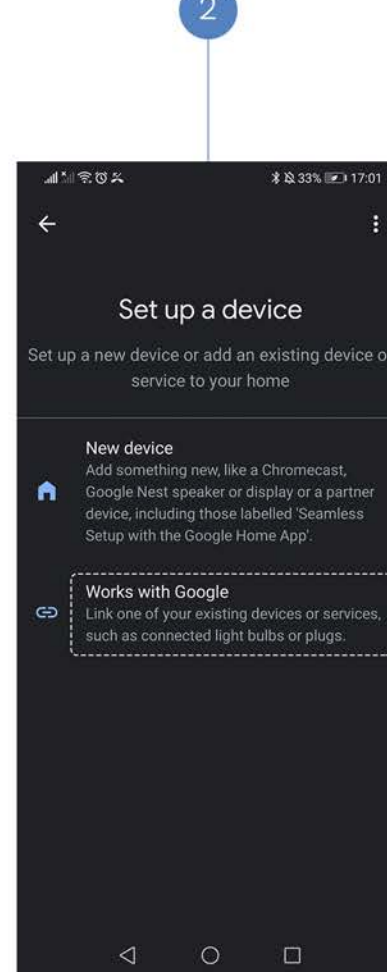 2
33% 17:01
Set up a device
Set up a new device or add an existing device o
service to your home
New device
Add something new, like a Chromecast,
Google Nest speaker or display or a partner
device, including those labelled 'Seamless
Setup with the Google Home App'.
Works with Google
Link one of your existing devices or services,
such as connected light bulbs or plugs.